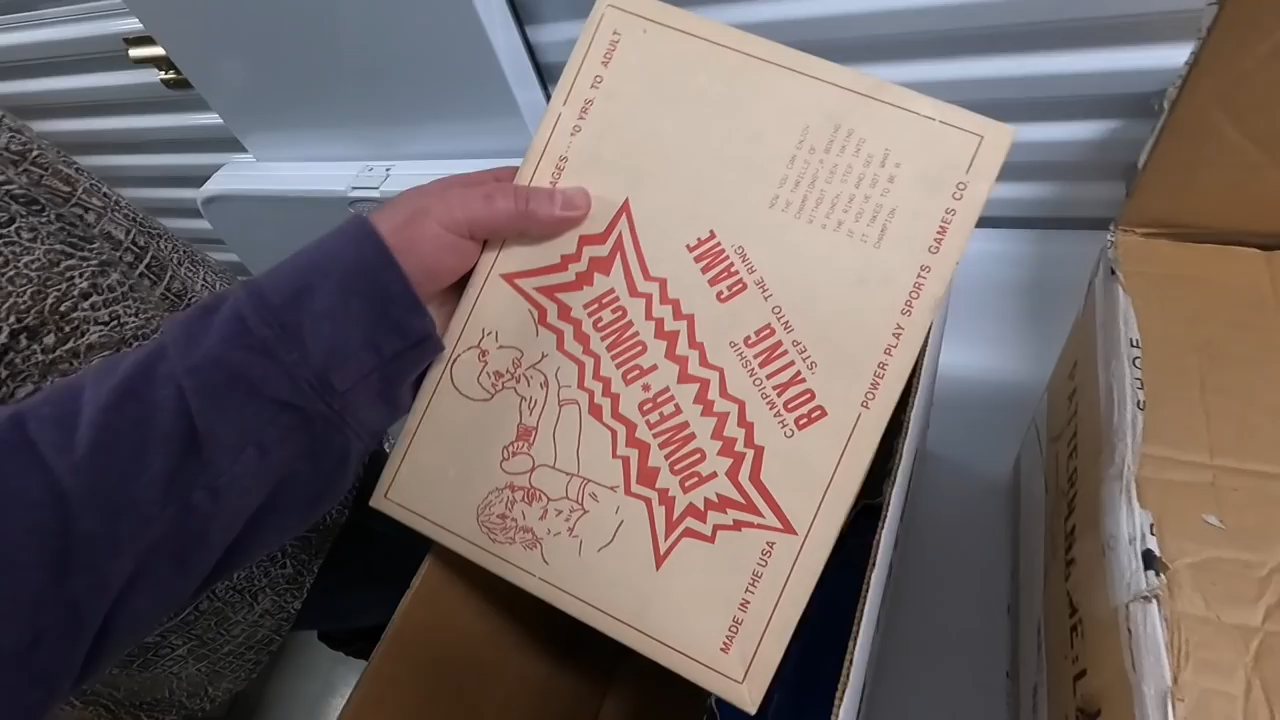 AGES....10 YRS. TO ADULT
POWER*PUNCH
CHAMPIONSHIP
BOXING GAME
"STEP INTO THE RING"
NOW YOU CAN ENJOY
THE THRILLS OF
CHAMPIONSHIP BOXING
WITHOUT EVEN TAKING
A PUNCH. STEP INTO
THE RING AND SEE
IF YOU'VE GOT WHAT
IT TAKES TO BE A
CHAMPION.
MADE IN THE USA
POWER-PLAY SPORTS GAMES CO.
SHOE